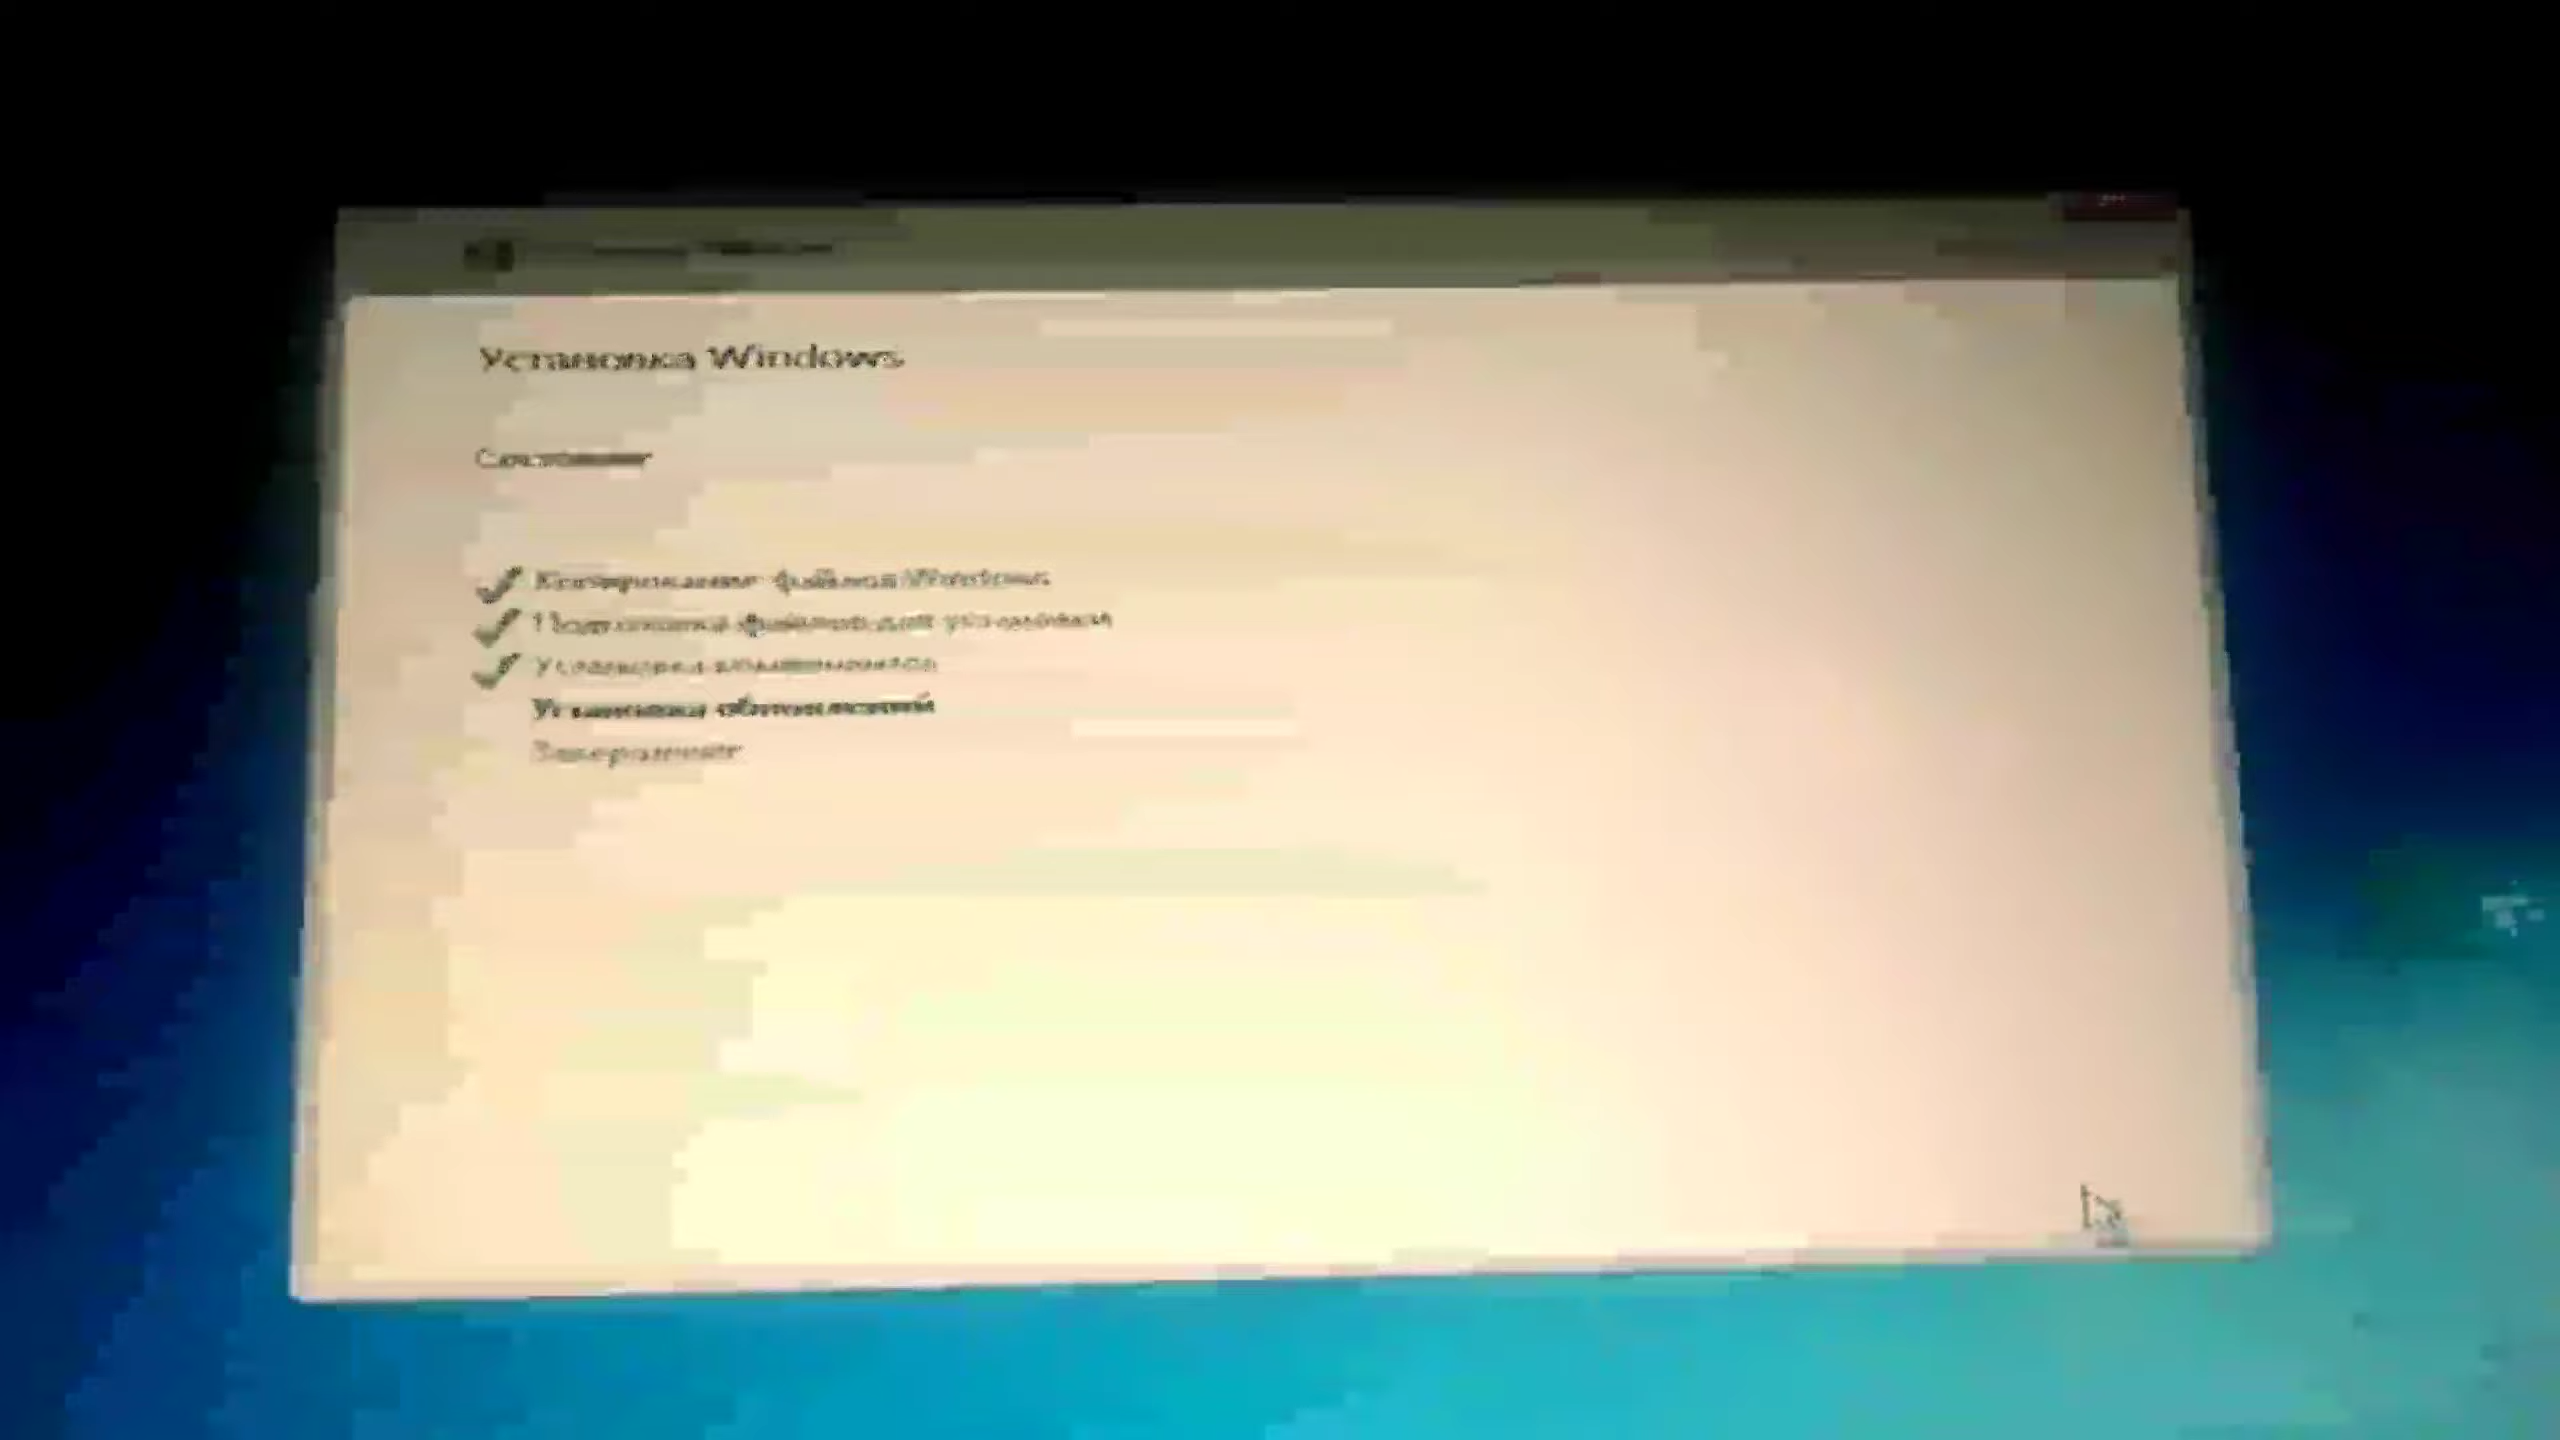 Установка Windows
Состояние
Копирование файлов Windows
Подготовка файлов для установки
Установка компонентов
Установка обновлений
Завершение